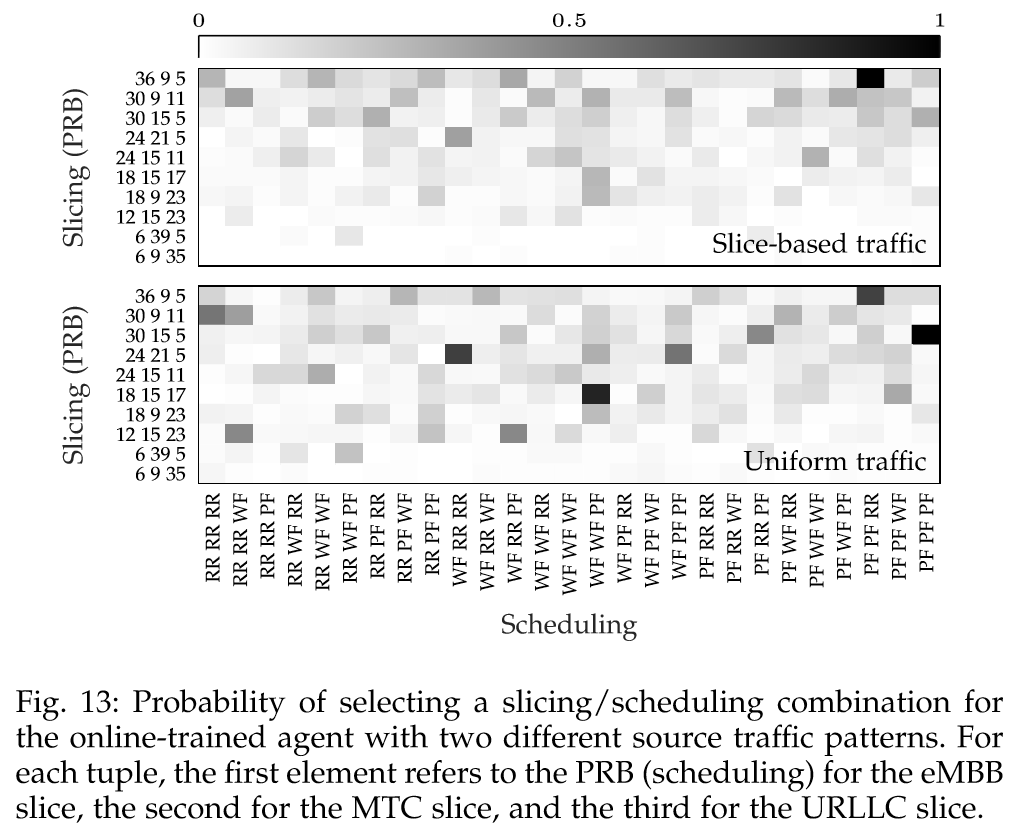 0 0.5 1
Slicing (PRB)
36 9 5
30 9 11
30 15 5
24 21 5
24 15 11
18 15 17
18 9 23
12 15 23
6 39 5
6 9 35
Slice-based traffic
Slicing (PRB)
36 9 5
30 9 11
30 15 5
24 21 5
24 15 11
18 15 17
18 9 23
12 15 23
6 39 5
6 9 35
Uniform traffic
RR RR RR
RR RR WF
RR RR PF
RR WF RR
RR WF WF
RR WF PF
RR PF RR
RR PF WF
RR PF PF
WF RR RR
WF RR WF
WF RR PF
WF WF RR
WF WF WF
WF WF PF
WF PF RR
WF PF WF
WF PF PF
PF RR RR
PF RR WF
PF RR PF
PF WF RR
PF WF WF
PF WF PF
PF PF RR
PF PF WF
PF PF PF
Scheduling
Fig. 13: Probability of selecting a slicing/scheduling combination for
the online-trained agent with two different source traffic patterns. For
each tuple, the first element refers to the PRB (scheduling) for the eMBB
slice, the second for the MTC slice, and the third for the URLLC slice.